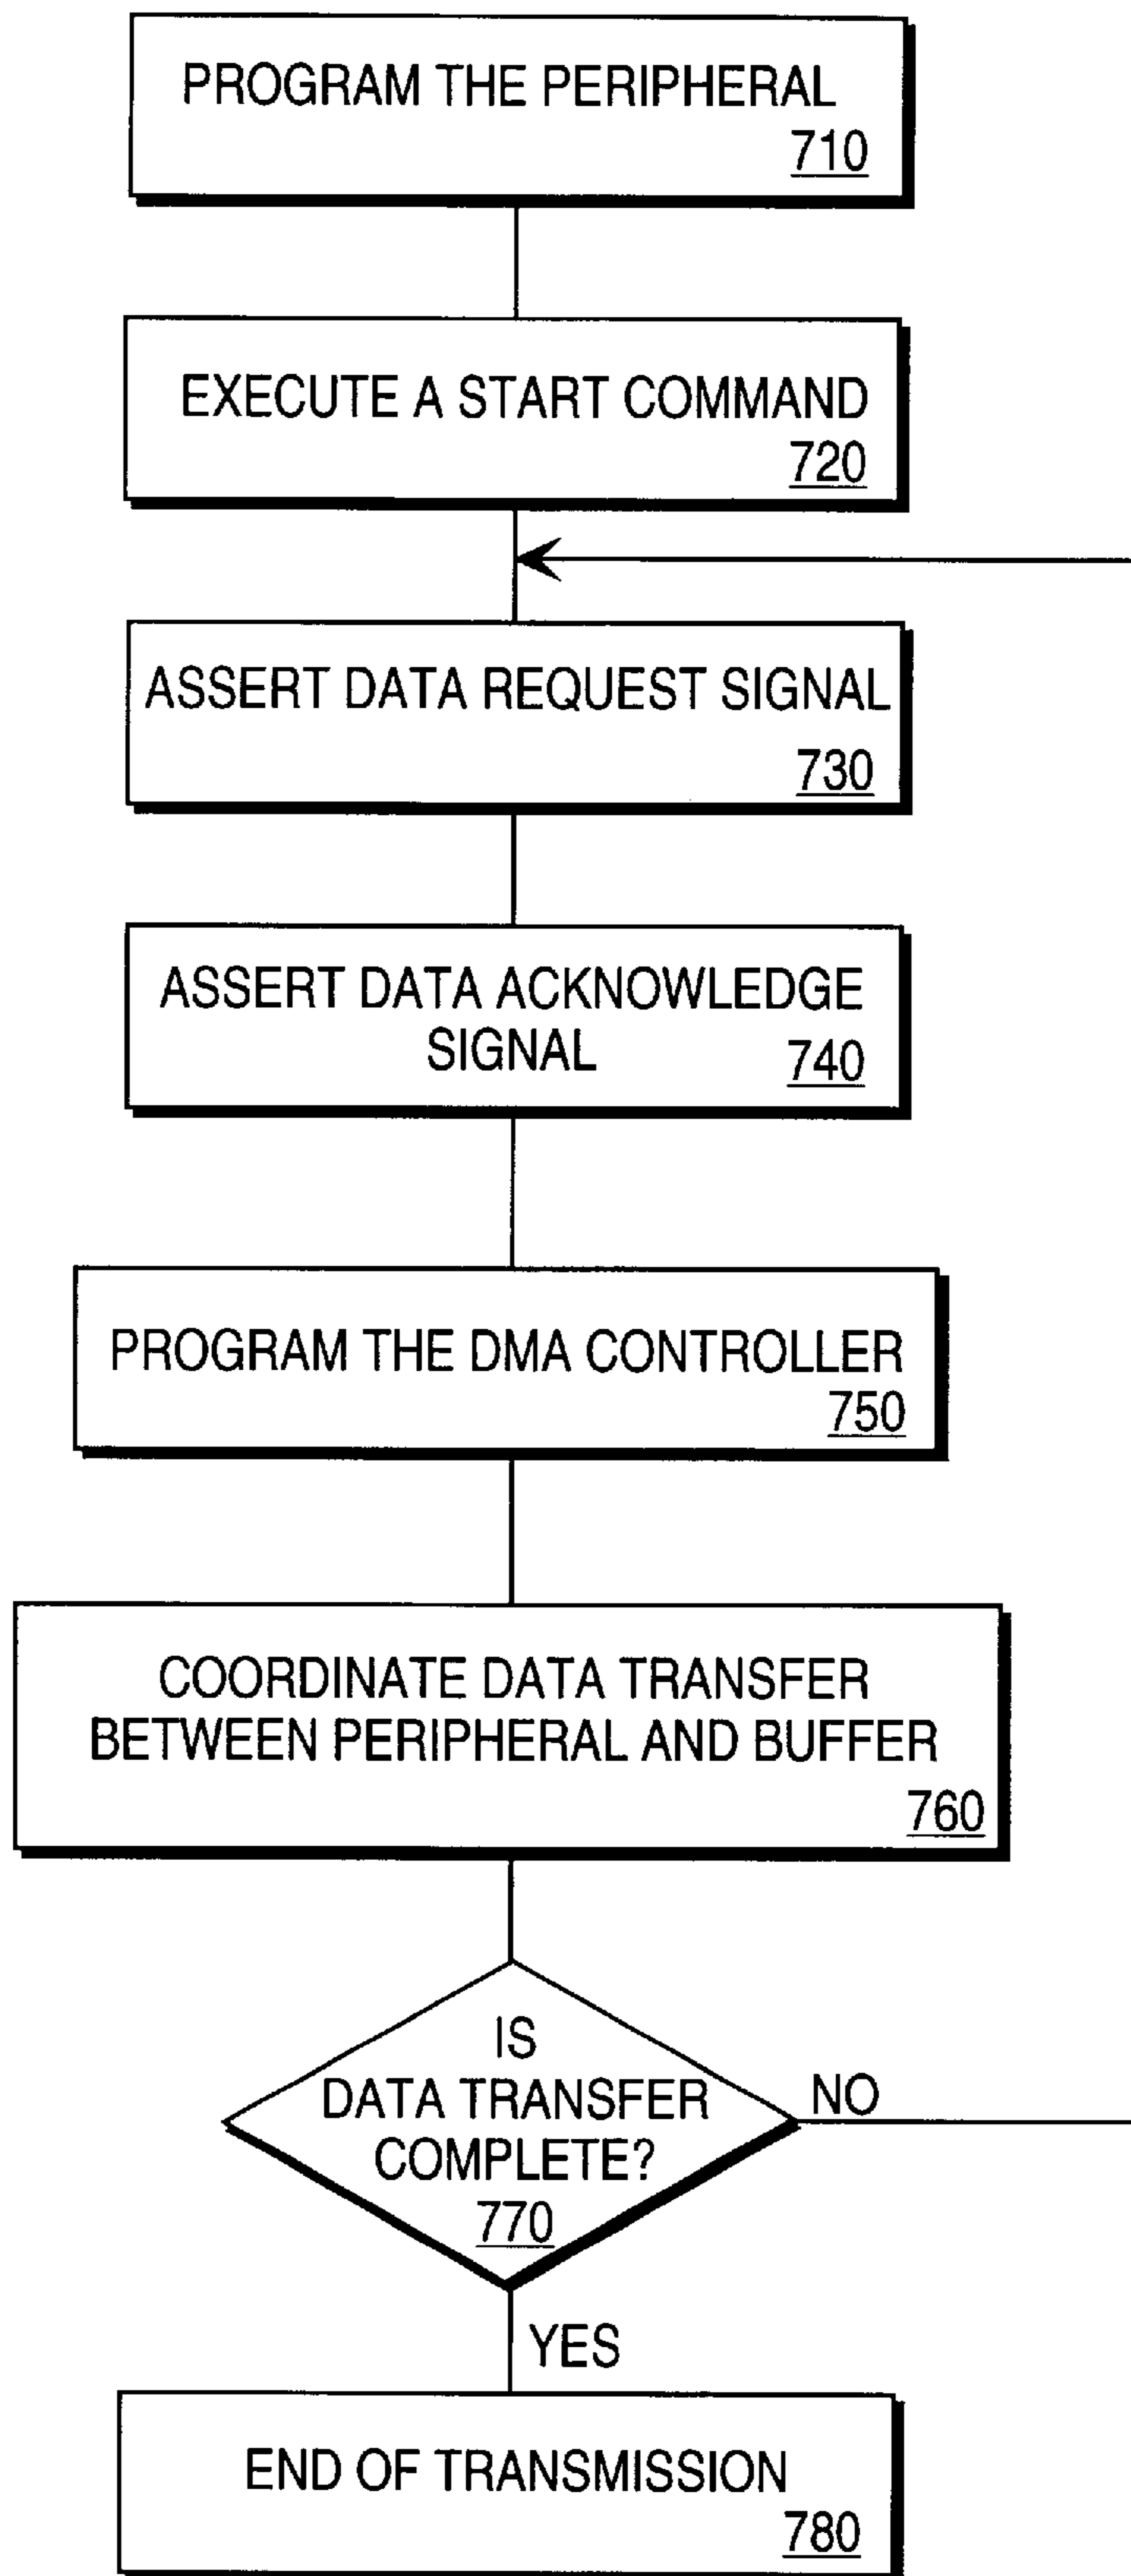 PROGRAM THE PERIPHERAL
710
EXECUTE A START COMMAND
720
ASSERT DATA REQUEST SIGNAL
730
ASSERT DATA ACKNOWLEDGE
SIGNAL 740
PROGRAM THE DMA CONTROLLER
750
COORDINATE DATA TRANSFER
BETWEEN PERIPHERAL AND BUFFER
760
IS
DATA TRANSFER
COMPLETE?
770
NO
YES
END OF TRANSMISSION
780